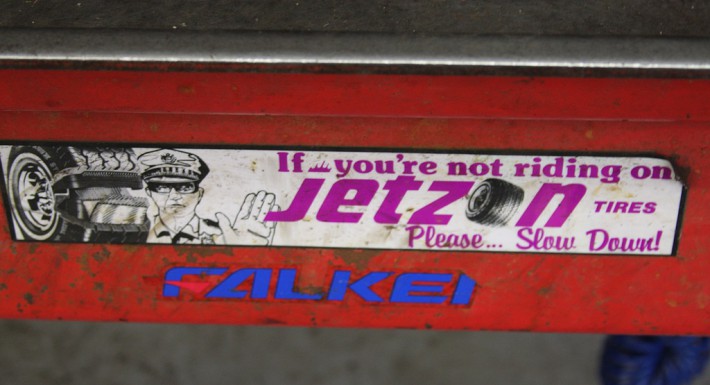 If you're not riding on
Jetzon TIRES
Please... Slow Down!
FALKEN